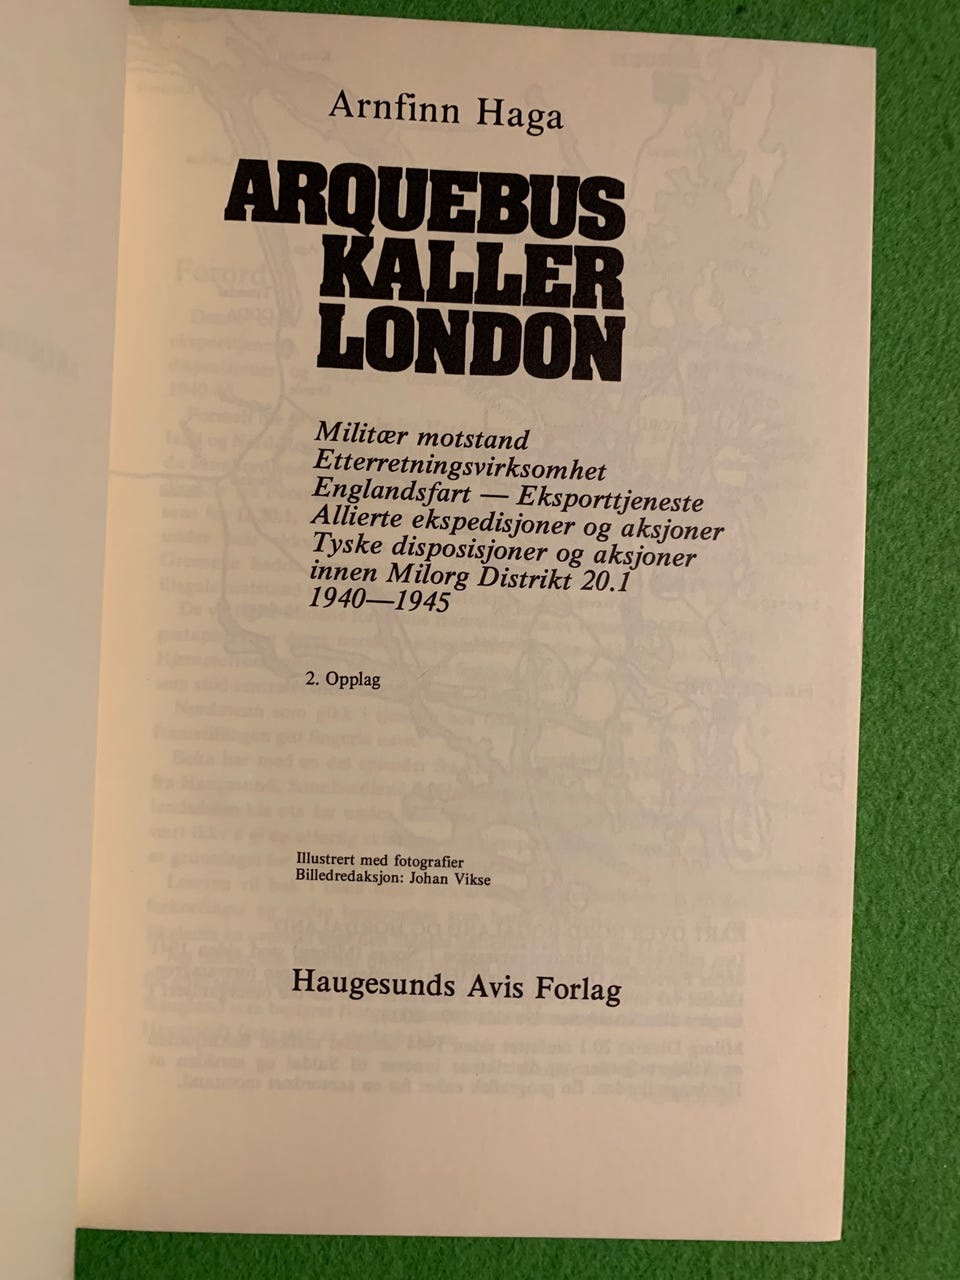 Arnfinn Haga
ARQUEBUS
KALLER
LONDON
Militær motstand
Etterretningsvirksomhet
Englandsfart — Eksporttjeneste
Allierte ekspedisjoner og aksjoner
Tyske disposisjoner og aksjoner
innen Milorg Distrikt 20.1
1940—1945
2. Opplag
Illustrert med fotografier
Billedredaksjon: Johan Vikse
Haugesunds Avis Forlag